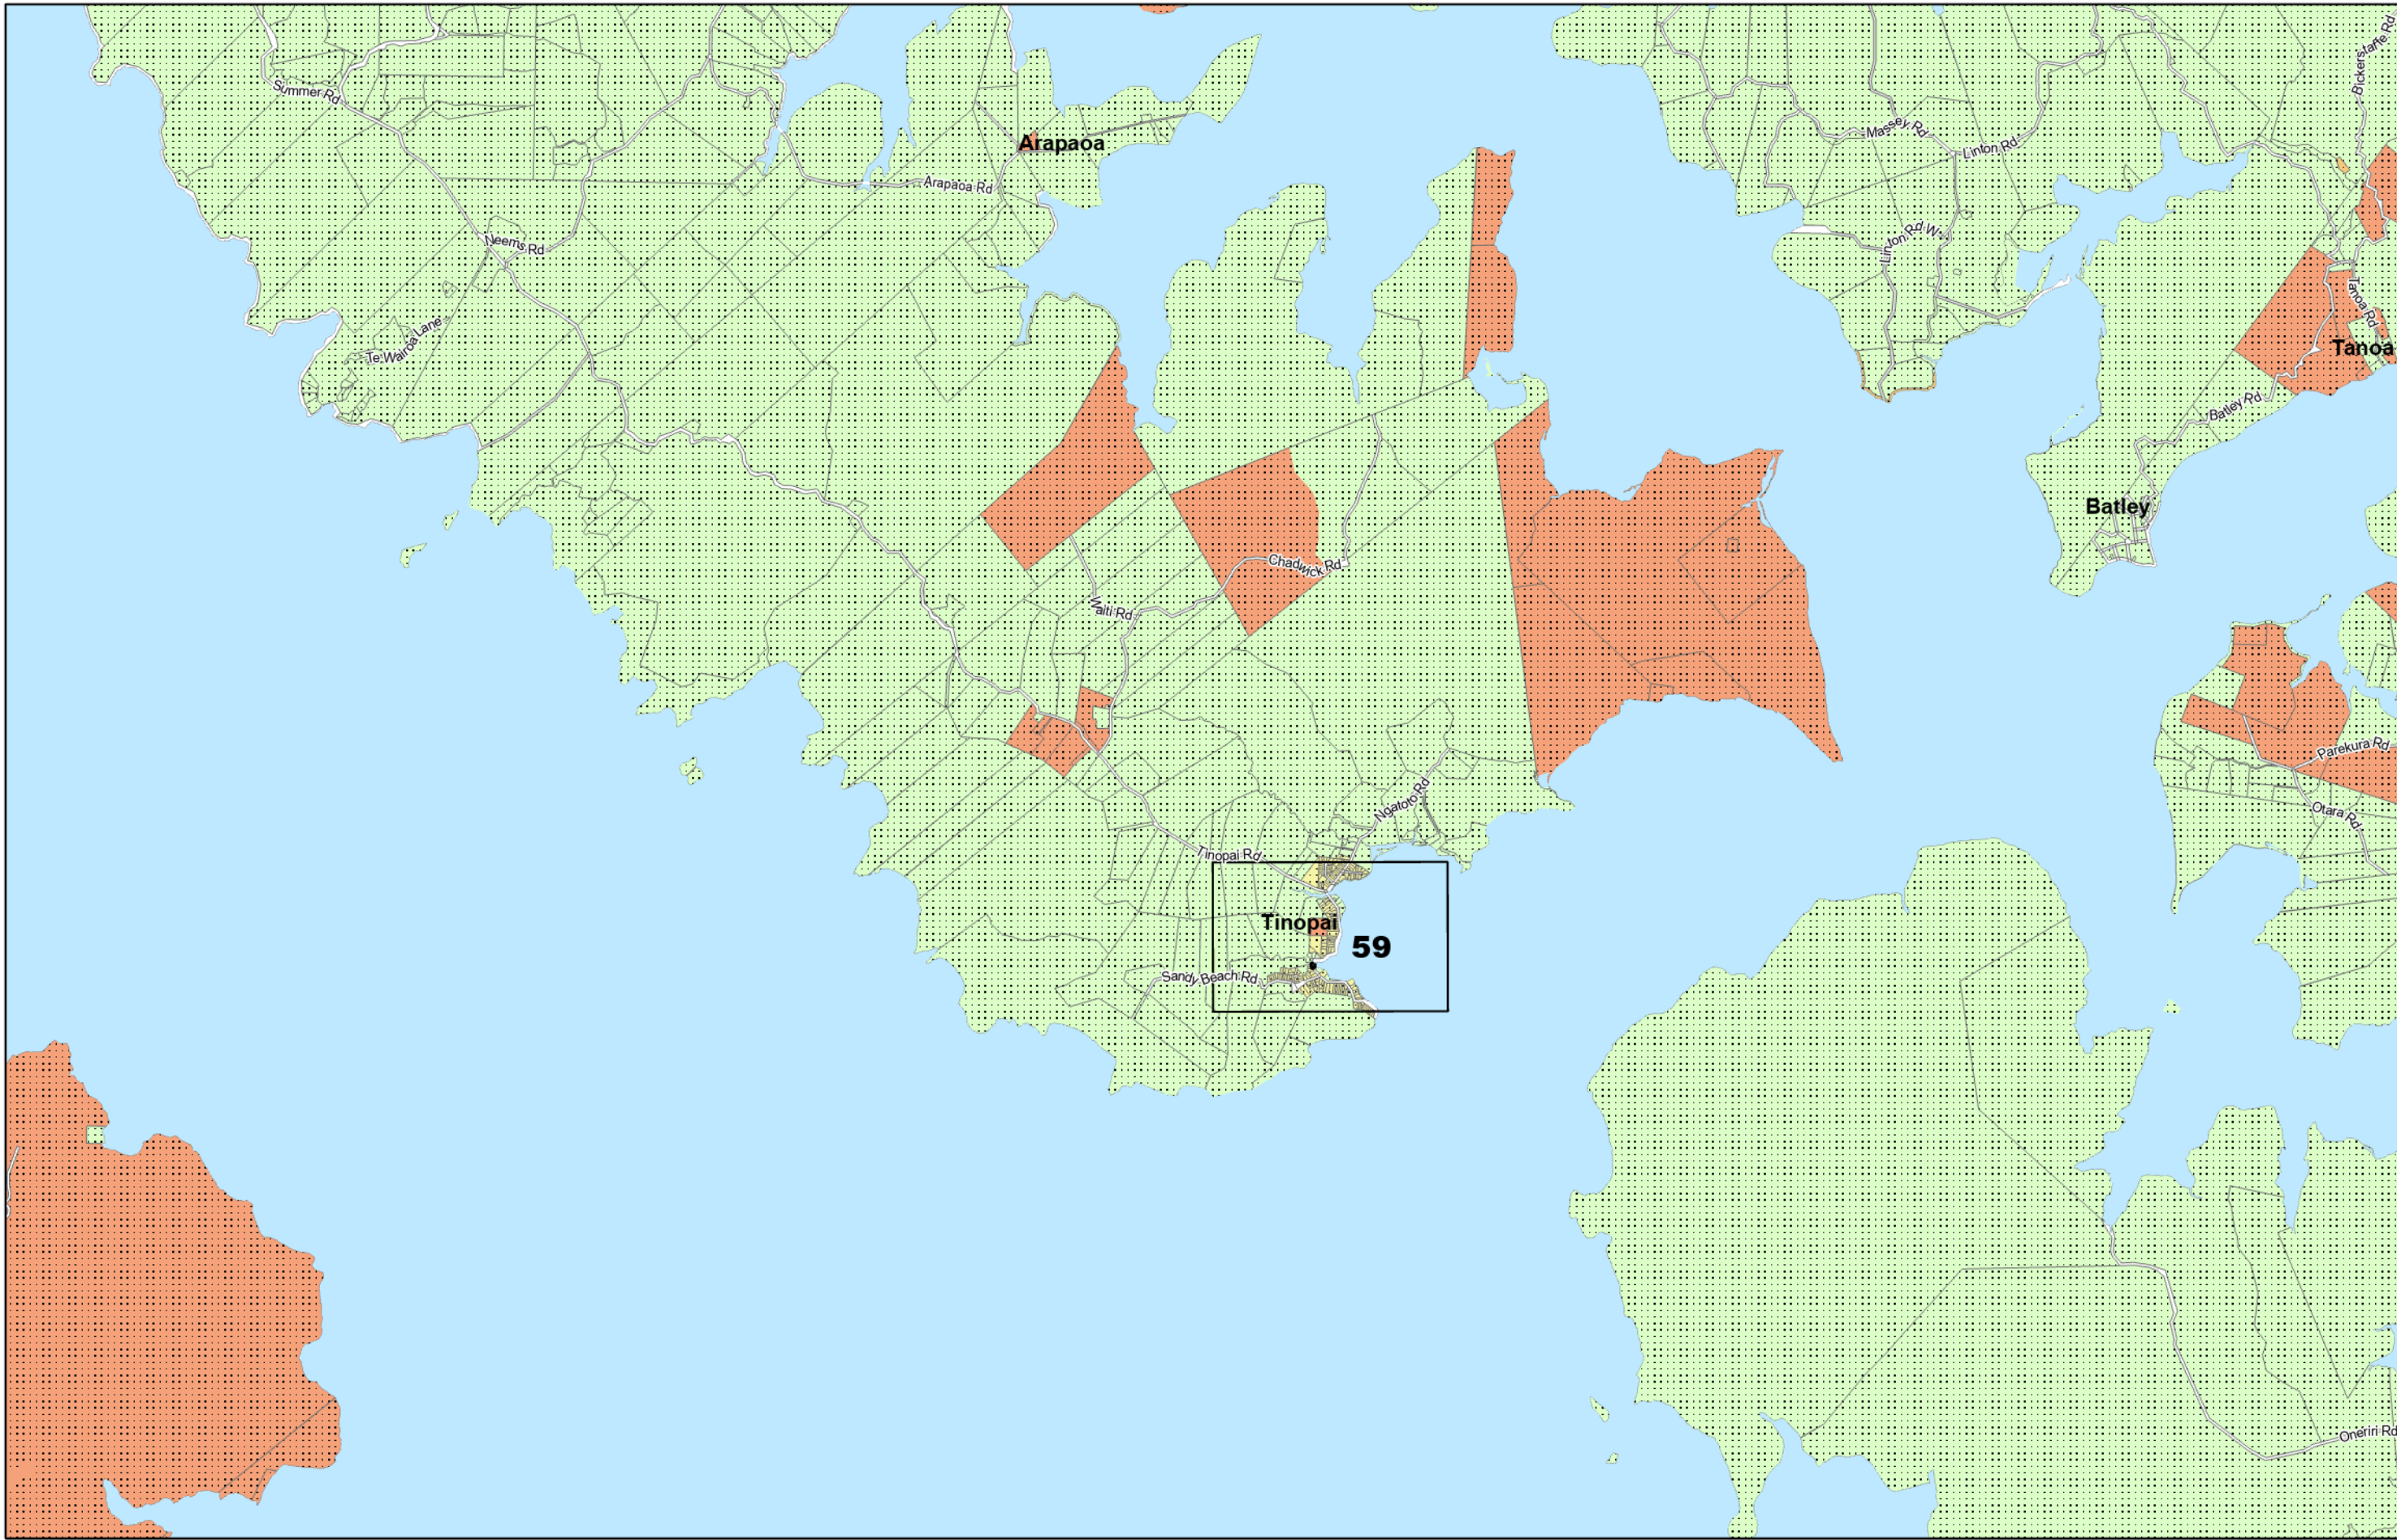 Bickerstaffe Rd
Summer Rd
Massey Rd
Arapaoa
Linton Rd
Arapaoa Rd
Linton Rd W
Neems Rd
Tanoa Rd
Te Wairoa Lane
Tanoa
Batley Rd
Batley
Chadwick Rd
Waiti Rd
Parekura Rd
Ngatoto Rd
Otara Rd
Tinopai Rd
Tinopai
59
Sandy Beach Rd
Oneriri Rd